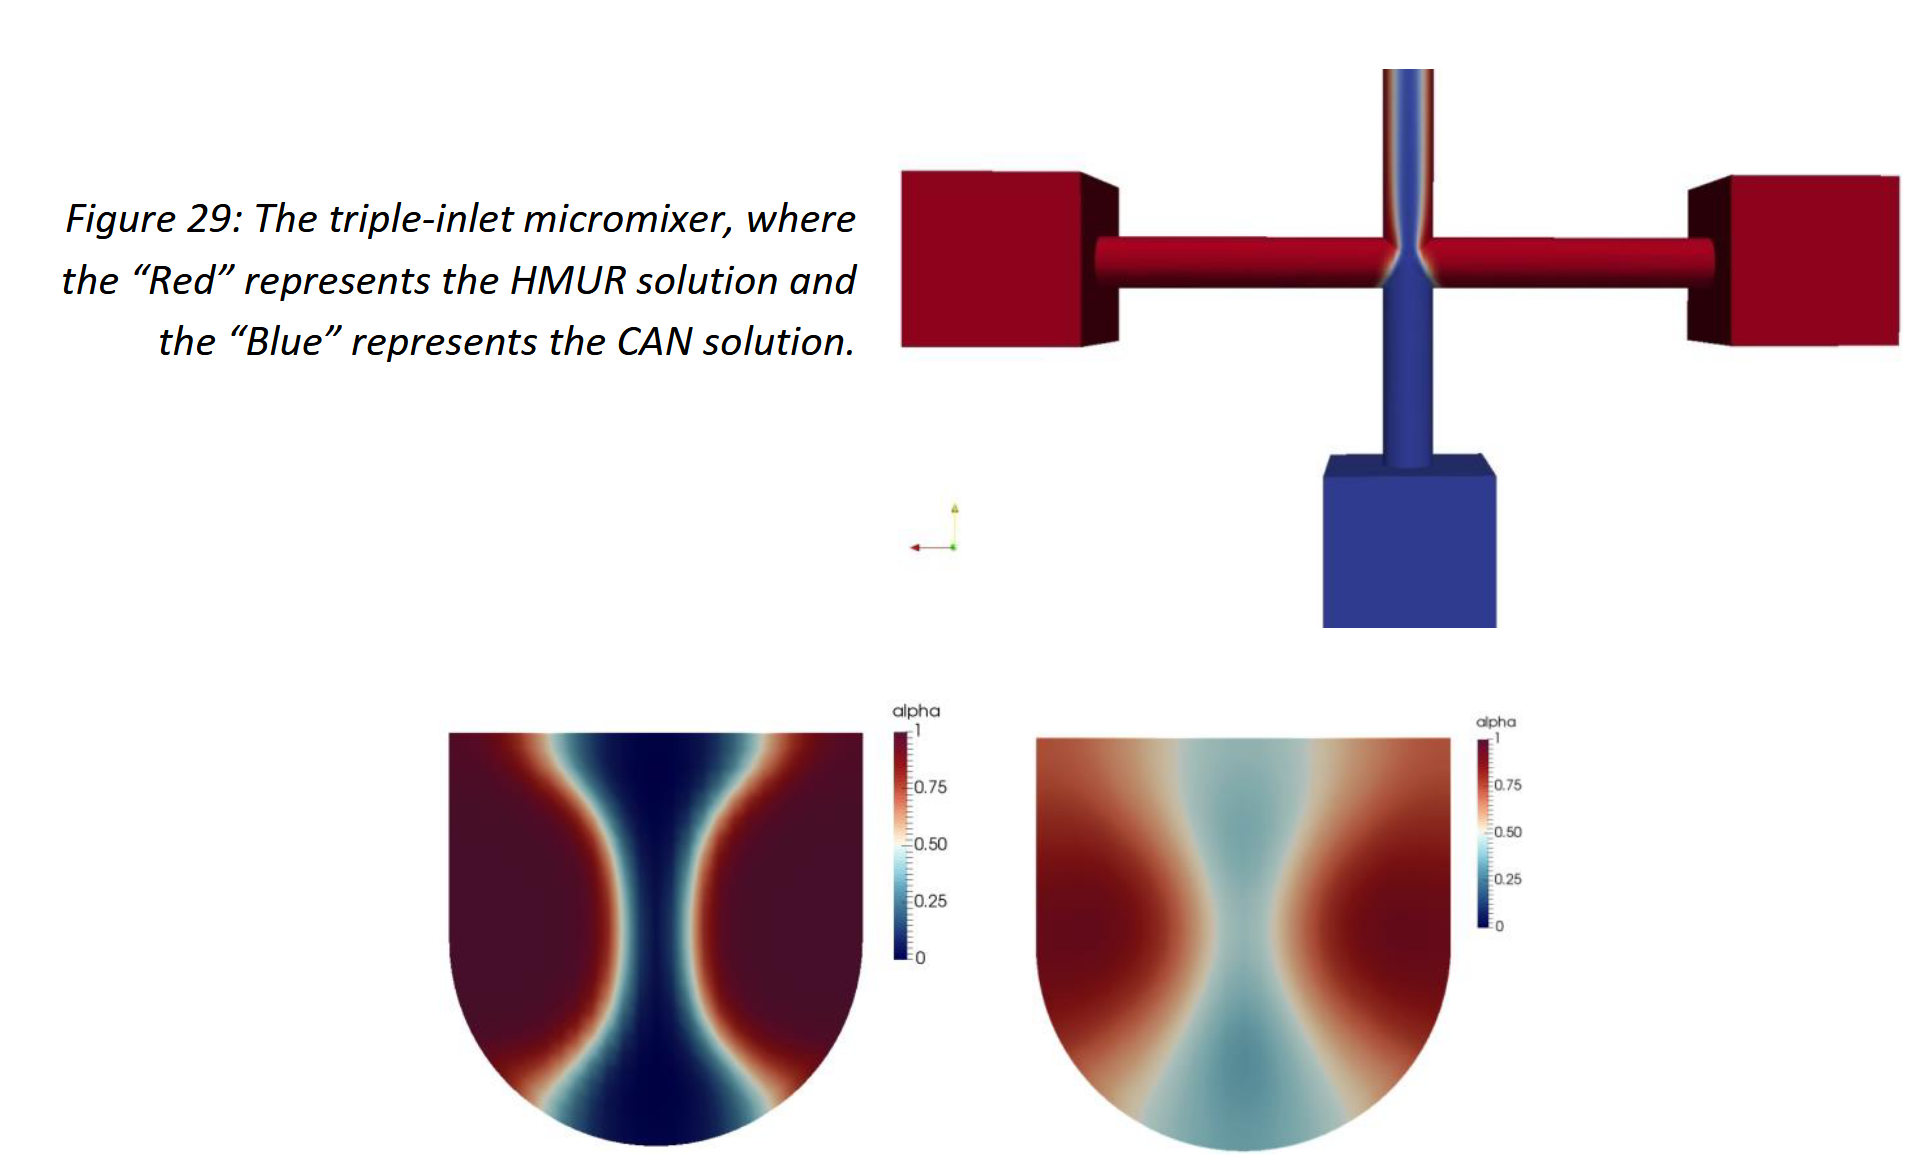 Figure 29: The triple-inlet micromixer, where
the “Red” represents the HMUR solution and
the “Blue” represents the CAN solution.
alpha
1
0.75
0.50
0.25
0
alpha
1
0.75
0.50
0.25
0